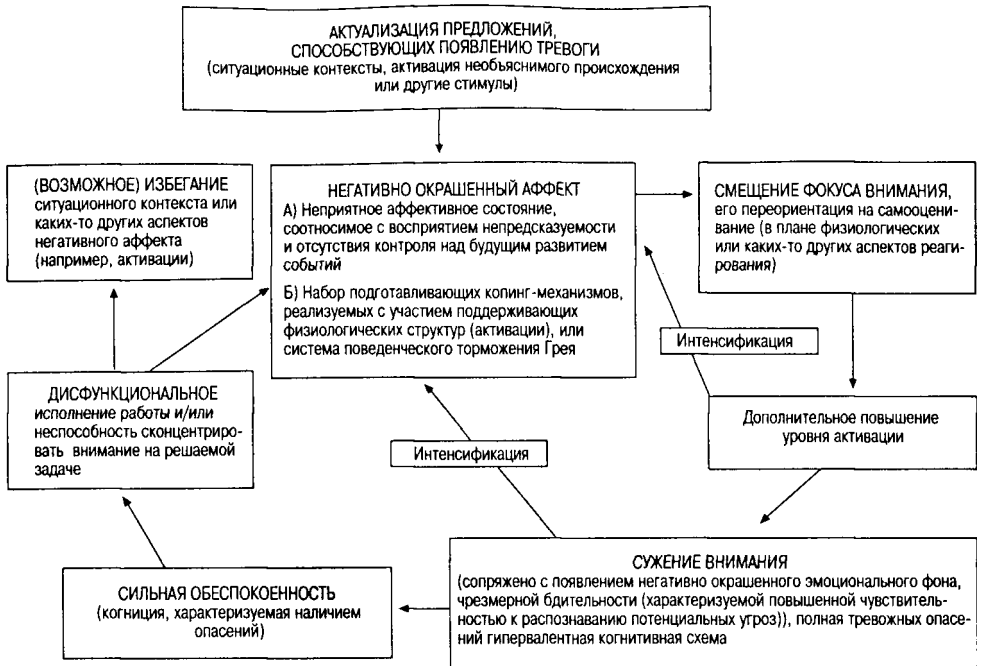 АКТУАЛИЗАЦИЯ ПРЕДЛОЖЕНИЙ,
СПОСОБСТВУЮЩИХ ПОЯВЛЕНИЮ ТРЕВОГИ
(ситуационные контексты, активация необъяснимого происхождения
или другие стимулы)
(ВОЗМОЖНОЕ) ИЗБЕГАНИЕ
ситуационного контекста или
каких-то других аспектов
негативного аффекта
(например, активации)
НЕГАТИВНО ОКРАШЕННЫЙ АФФЕКТ
А) Неприятное аффективное состояние,
соотносимое с восприятием непредсказуемости
и отсутствия контроля над будущим развитием
событий
Б) Набор подготавливающих копинг-механизмов,
реализуемых с участием поддерживающих
физиологических структур (активации), или
система поведенческого торможения Грея
СМЕЩЕНИЕ ФОКУСА ВНИМАНИЯ,
его переориентация на самооцени-
вание (в плане физиологических
или каких-то других аспектов реаги-
рования)
Интенсификация
Дополнительное повышение
уровня активации
ДИСФУНКЦИОНАЛЬНОЕ
исполнение работы и/или
неспособность сконцентриро-
вать внимание на решаемой
задаче
Интенсификация
СУЖЕНИЕ ВНИМАНИЯ
(сопряжено с появлением негативно окрашенного эмоционального фона,
чрезмерной бдительности (характеризуемой повышенной чувствитель-
ностью к распознаванию потенциальных угроз)), полная тревожных опасе-
ний гипервалентная когнитивная схема
СИЛЬНАЯ ОБЕСПОКОЕННОСТЬ
(когниция, характеризуемая наличием
опасений)